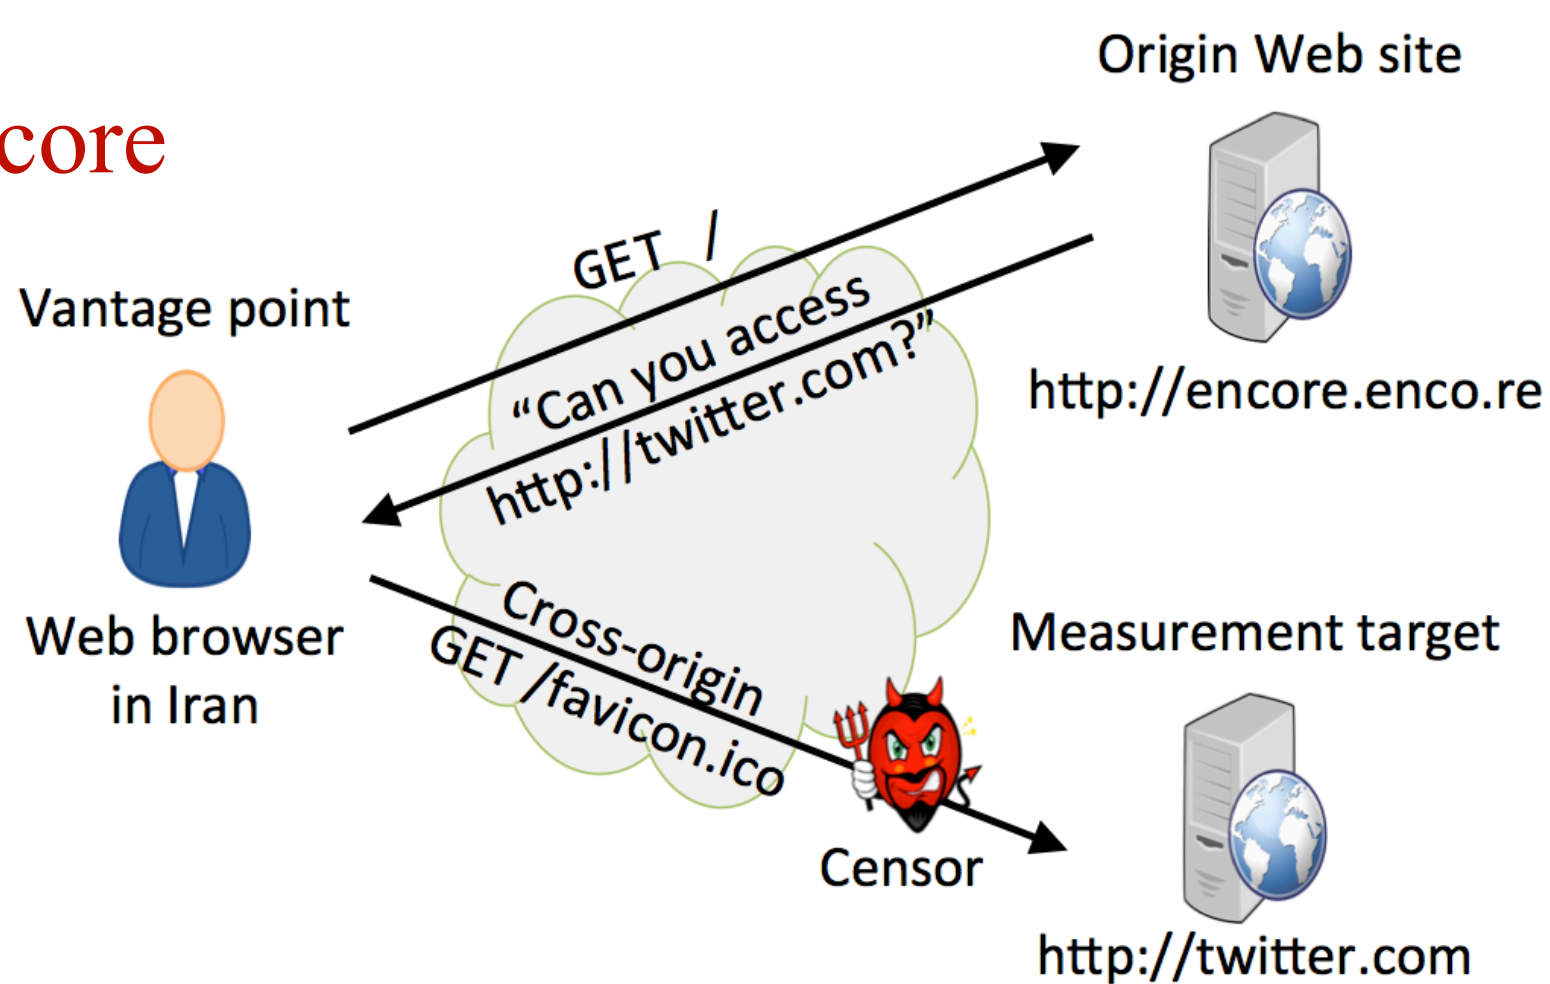 core
Origin Web site
GET /
Vantage point
“Can you access
http://twitter.com?”
http://encore.enco.re
Web browser
in Iran
Cross-origin
GET /favicon.ico
Measurement target
Censor
http://twitter.com